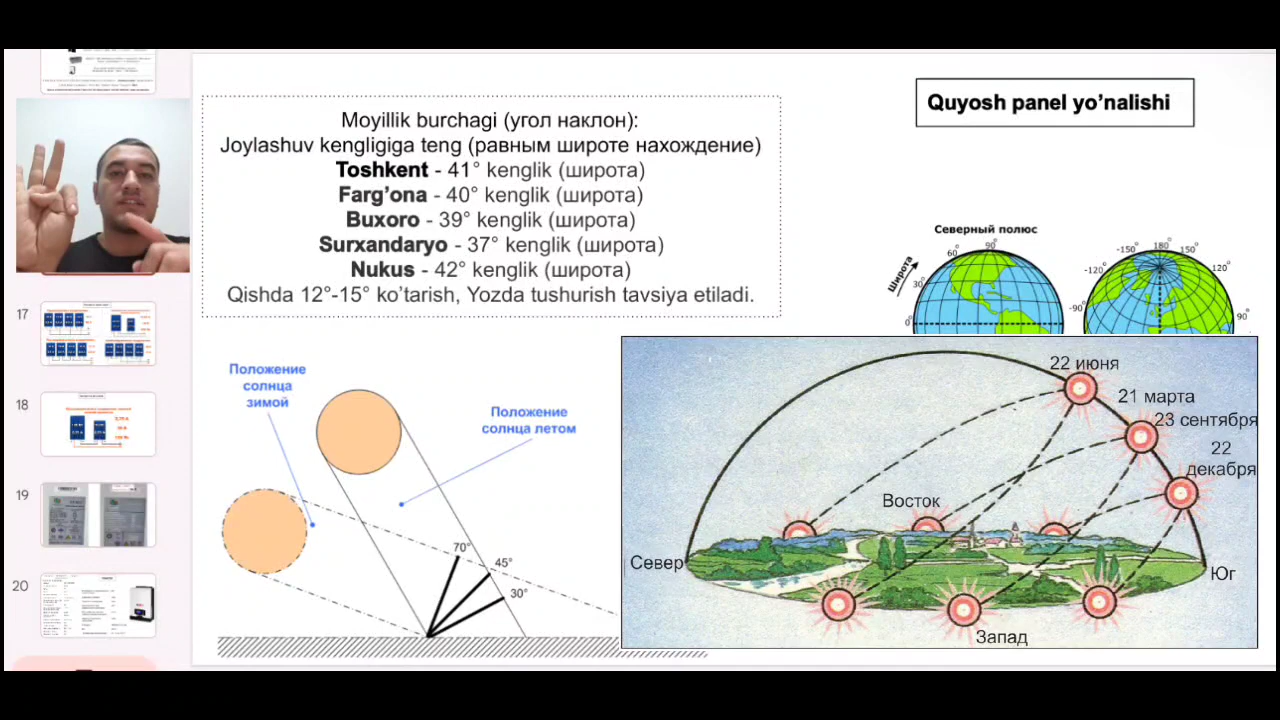 Quyosh panel yo’nalishi
Moyillik burchagi (угол наклон):
Joylashuv kengligiga teng (равным широте нахождение)
Toshkent - 41° kenglik (широта)
Farg’ona - 40° kenglik (широта)
Buxoro - 39° kenglik (широта)
Surxandaryo - 37° kenglik (широта)
Nukus - 42° kenglik (широта)
Qishda 12°-15° ko’tarish, Yozda tushurish tavsiya etiladi.
Северный полюс
90°
60°
30
0°
Широта
-150°
180°
150°
-120°
120°
-90°
90°
Положение
солнца
зимой
Положение
солнца летом
70°
45°
30°
22 июня
21 марта
23 сентября
22
декабря
Восток
Север
Юг
Запад
17
18
19
20